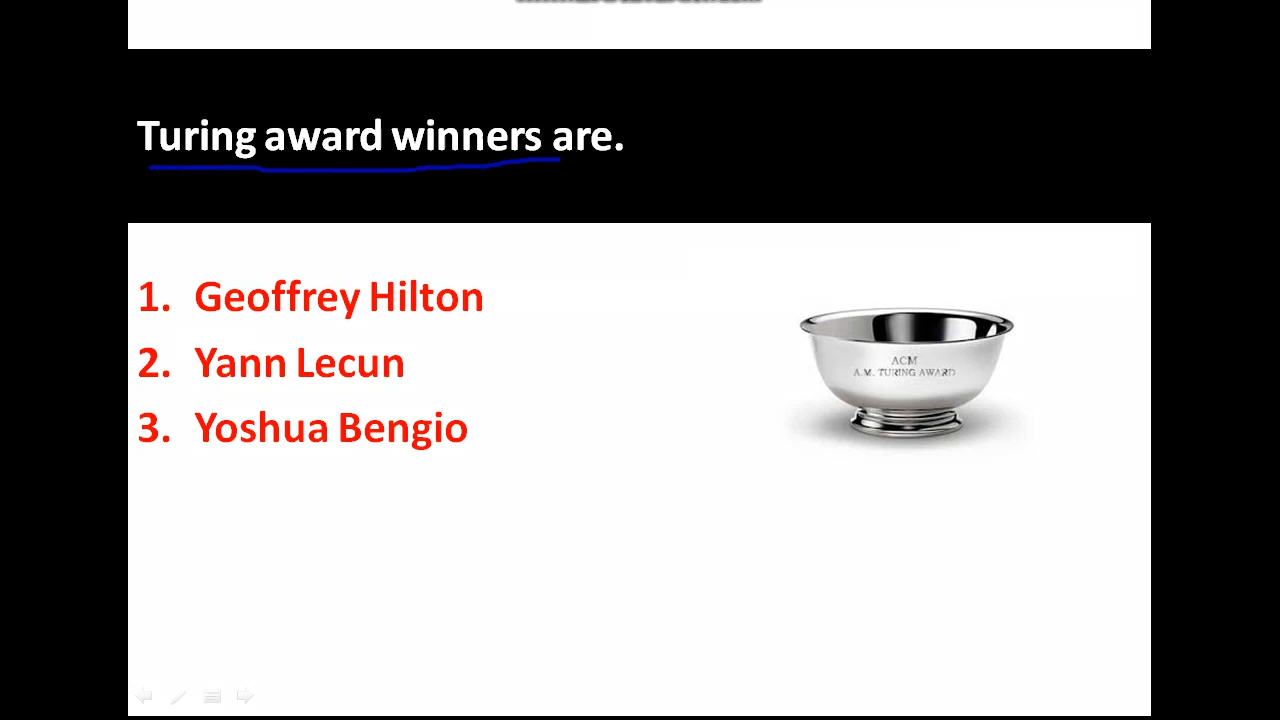 Turing award winners are.
1. Geoffrey Hilton
2. Yann Lecun
3. Yoshua Bengio
ACM
A.M. TURING AWARD